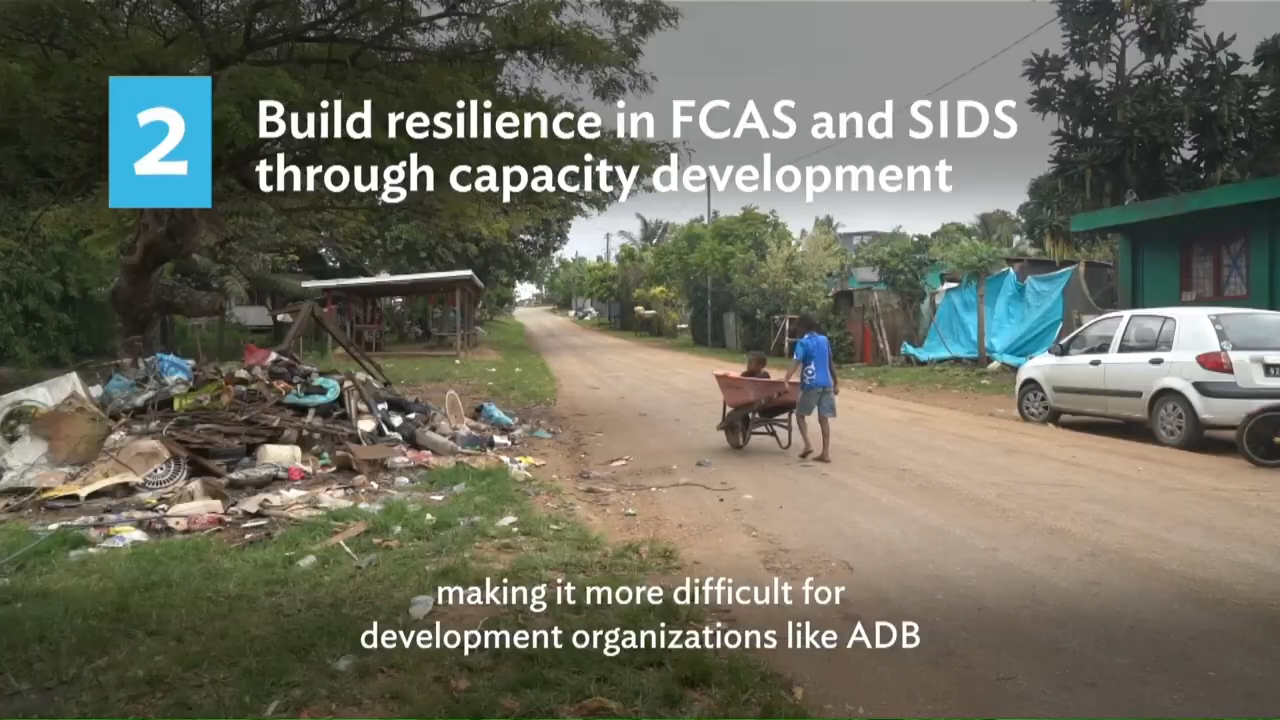 2
Build resilience in FCAS and SIDS
through capacity development
making it more difficult for
development organizations like ADB